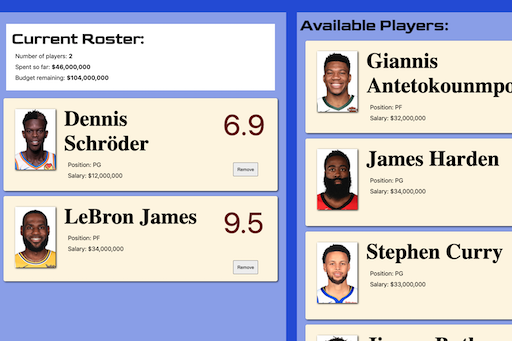 Current Roster:
Number of players: 2
Spent so far: $46,000,000
Budget remaining: $104,000,000
Dennis
Schröder
6.9
Position: PG
Salary: $12,000,000
Remove
LeBron James
9.5
Position: PF
Salary: $34,000,000
Remove
Available Players:
Giannis
Antetokounmpo
Position: PF
Salary: $32,000,000
James Harden
Position: PG
Salary: $34,000,000
Stephen Curry
Position: PG
Salary: $33,000,000